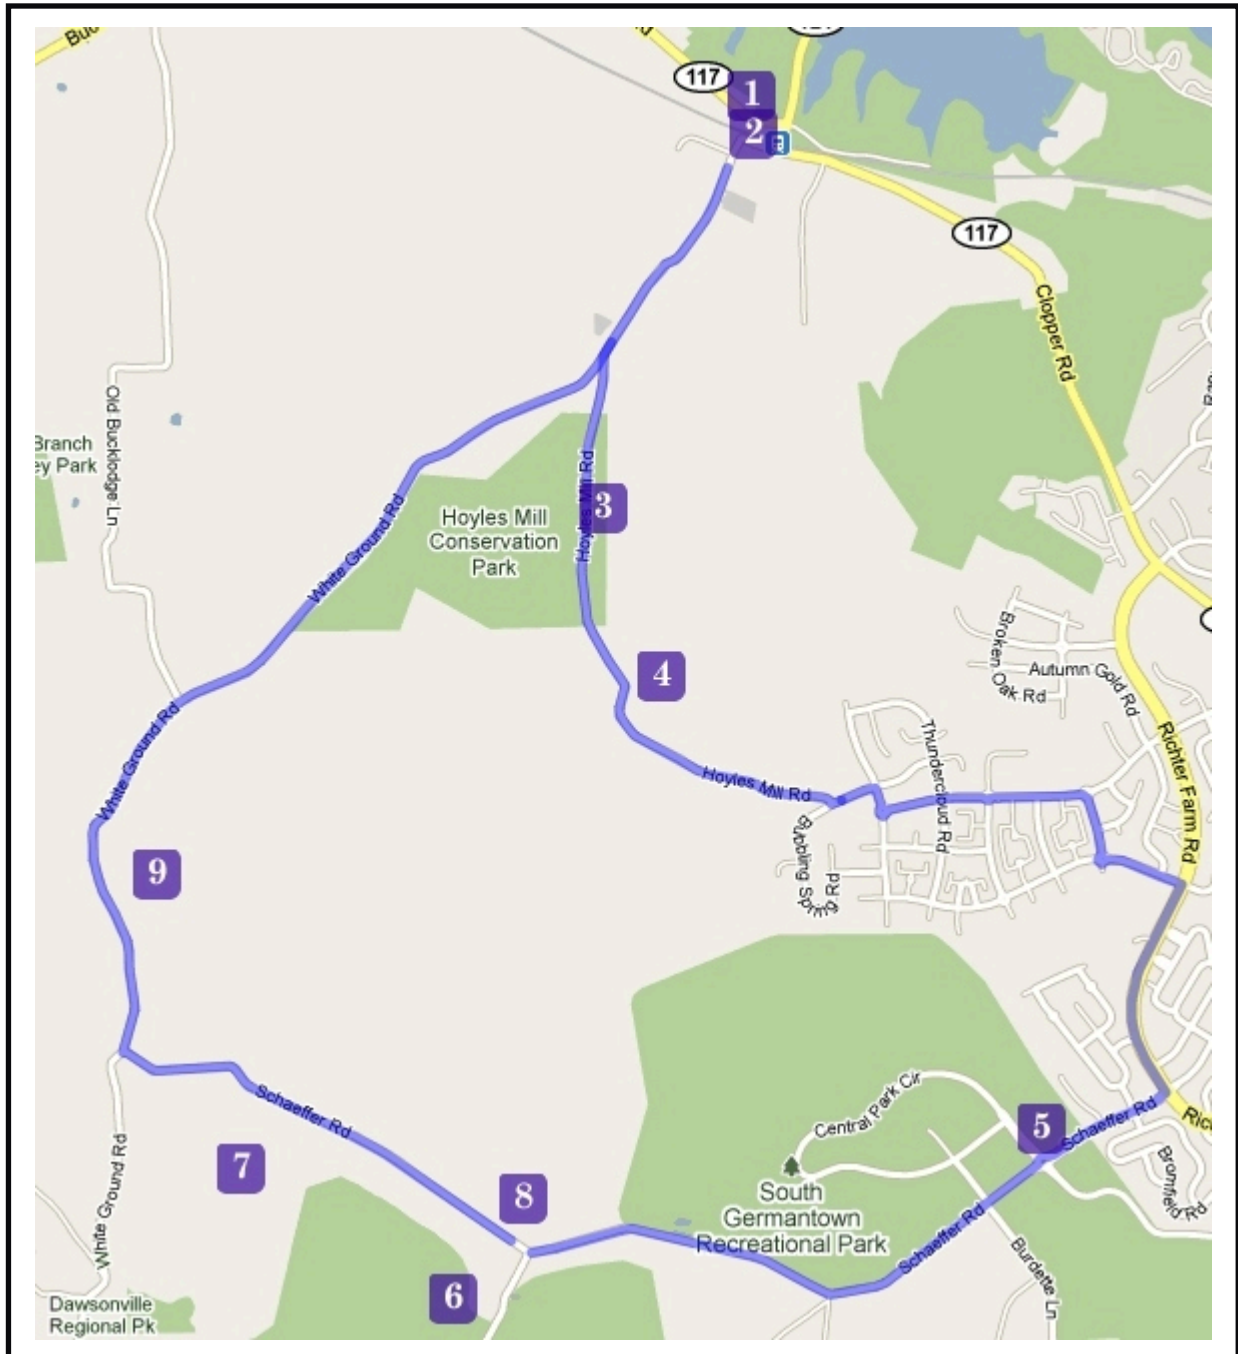 117
1
2
117
Clopper Rd
Old Bucklodge Ln
Branch
ey Park
Hoyles Mill Rd
3
Hoyles Mill
Conservation
Park
White Ground Rd
4
Broken Oak Rd
Autumn Gold Rd
White Ground Rd
Thundercloud Rd
Richter Farm Rd
Hoyles Mill Rd
Bubbling Spring Rd
9
Central Park Cir
Schaeffer Rd
5
Schaeffer Rd
Ric
7
White Ground Rd
8
South
Germantown
Recreational Park
Bromfield Rd
Schaeffer Rd
Burdette Ln
6
Dawsonville
Regional Pk